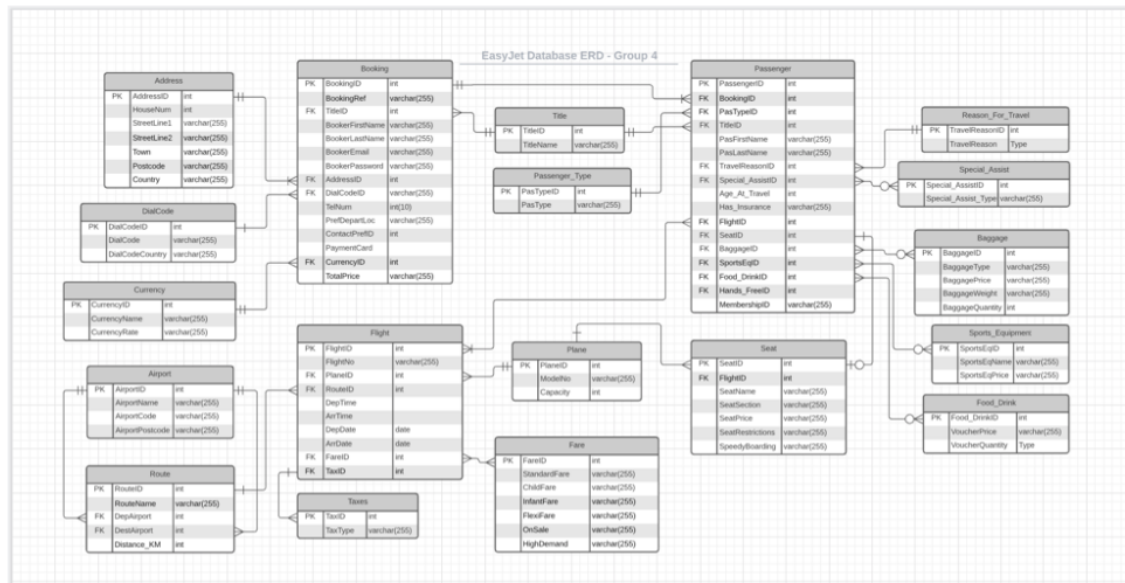 EasyJet Database ERD - Group 4
Address
PK AddressID int
HouseNum int
StreetLine1 varchar(255)
StreetLine2 varchar(255)
Town varchar(255)
Postcode varchar(255)
Country varchar(255)
DialCode
PK DialCodeID int
DialCode varchar(255)
DialCodeCountry varchar(255)
Currency
PK CurrencyID int
CurrencyName varchar(255)
CurrencyRate varchar(255)
Airport
PK AirportID int
AirportName varchar(255)
AirportCode varchar(255)
AirportPostcode varchar(255)
Route
PK RouteID int
RouteName varchar(255)
FK DepAirport int
FK DestAirport int
Distance_KM int
Booking
PK BookingID int
BookingRef varchar(255)
FK TitleID int
BookerFirstName varchar(255)
BookerLastName varchar(255)
BookerEmail varchar(255)
BookerPassword varchar(255)
FK AddressID int
FK DialCodeID int
TelNum int(10)
PrefDepartLoc varchar(255)
ContactPrefID int
PaymentCard
FK CurrencyID int
TotalPrice varchar(255)
Flight
PK FlightID int
FlightNo varchar(255)
FK PlaneID int
FK RouteID int
DepTime
ArrTime
DepDate date
ArrDate date
FK FareID int
FK TaxID int
Taxes
PK TaxID int
TaxType varchar(255)
Title
PK TitleID int
TitleName varchar(255)
Passenger_Type
PK PasTypeID int
PasType varchar(255)
Plane
PK PlaneID int
ModelNo varchar(255)
Capacity int
Fare
PK FareID int
StandardFare varchar(255)
ChildFare varchar(255)
InfantFare varchar(255)
FlexiFare varchar(255)
OnSale varchar(255)
HighDemand varchar(255)
Passenger
PK PassengerID int
FK BookingID int
FK PasTypeID int
FK TitleID int
PasFirstName varchar(255)
PasLastName varchar(255)
FK TravelReasonID int
FK Special_AssistID int
Age_At_Travel int
Has_Insurance varchar(255)
FK FlightID int
FK SeatID int
FK BaggageID int
FK SportsEqID int
FK Food_DrinkID int
FK Hands_FreeID int
MembershipID varchar(255)
Seat
PK SeatID int
FK FlightID int
SeatName varchar(255)
SeatSection varchar(255)
SeatPrice varchar(255)
SeatRestrictions varchar(255)
SpeedyBoarding varchar(255)
Reason_For_Travel
PK TravelReasonID int
TravelReason Type
Special_Assist
PK Special_AssistID int
Special_Assist_Type varchar(255)
Baggage
PK BaggageID int
BaggageType varchar(255)
BaggagePrice varchar(255)
BaggageWeight varchar(255)
BaggageQuantity int
Sports_Equipment
PK SportsEqID int
SportsEqName varchar(255)
SportsEqPrice varchar(255)
Food_Drink
PK Food_DrinkID int
VoucherPrice varchar(255)
VoucherQuantity Type